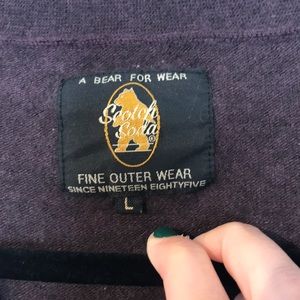 A BEAR FOR WEAR
Scotch
Soda
FINE OUTER WEAR
SINCE NINETEEN EIGHTYFIVE
L